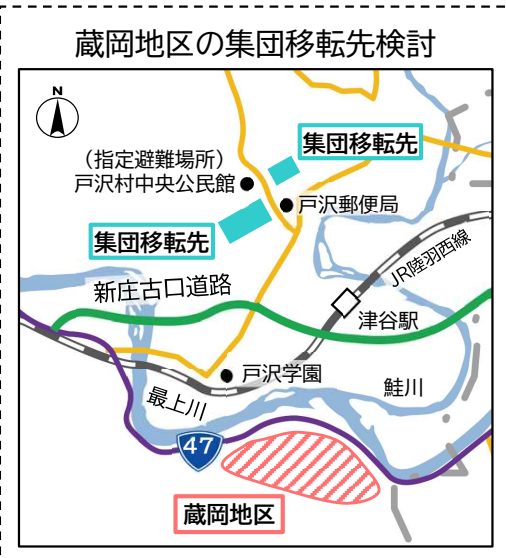 蔵岡地区の集団移転先検討
N
集団移転先
（指定避難場所）
戸沢村中央公民館
戸沢郵便局
集団移転先
JR陸羽西線
新庄古口道路
津谷駅
戸沢学園
鮭川
最上川
47
蔵岡地区